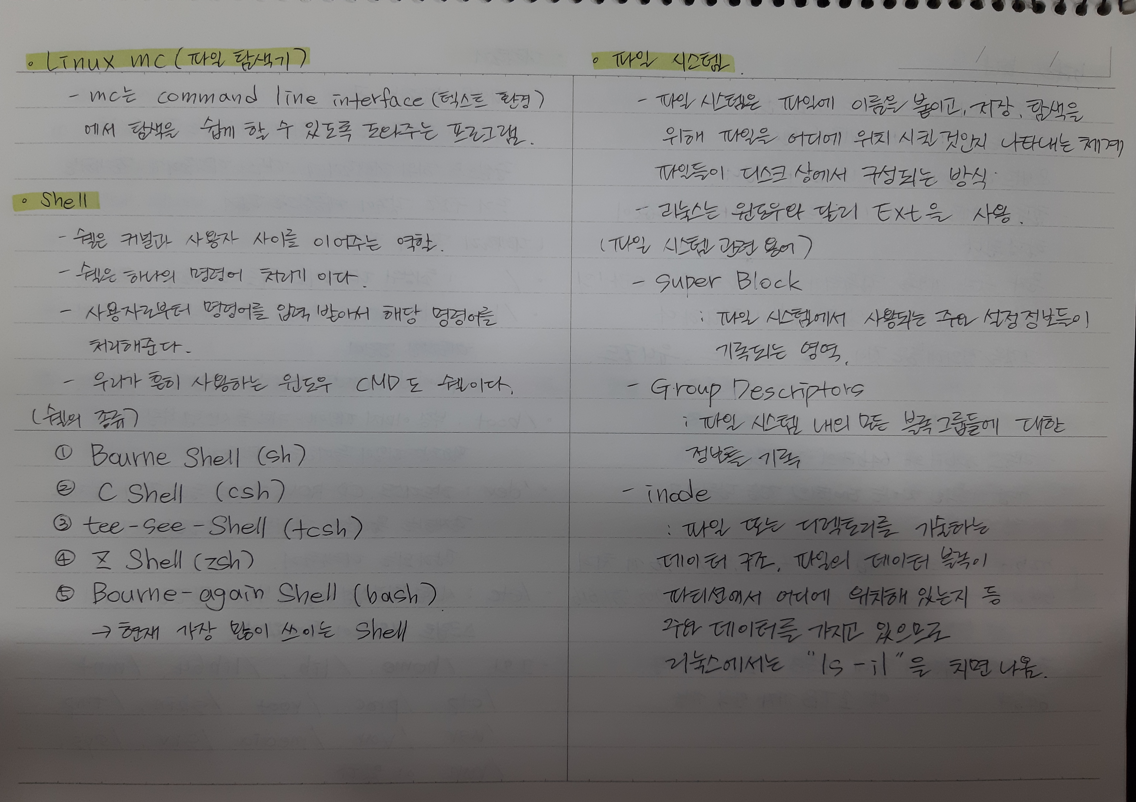 • Linux mc (파일 탐색기)
- mc는 command line interface (텍스트 환경)
에서 탐색을 쉽게 할 수 있도록 도와주는 프로그램.
• Shell
- 쉘은 커널과 사용자 사이를 이어주는 역할.
- 쉘은 하나의 명령어 처리기 이다.
- 사용자로부터 명령어를 입력 받아서 해당 명령어를
처리해준다.
- 우리가 흔히 사용하는 윈도우 CMD도 쉘이다.
(쉘의 종류)
① Bourne Shell (sh)
② C Shell (csh)
③ tee-see-Shell (tcsh)
④ Z Shell (zsh)
⑤ Bourne-again Shell (bash)
→ 현재 가장 많이 쓰이는 Shell
• 파일 시스템
- 파일 시스템은 파일에 이름을 붙이고, 저장, 탐색을
위해 파일을 어디에 위치 시킬것인지 나타내는 체계
파일들이 디스크 상에서 구성되는 방식.
- 리눅스는 윈도우와 달리 Ext을 사용.
(파일 시스템 관련 용어)
- super Block
: 파일 시스템에서 사용되는 주요 설정정보들이
기록되는 영역.
- Group Descriptors
: 파일 시스템 내의 모든 블록그룹들에 대한
정보를 기록
- inode
: 파일 또는 디렉토리를 기술하는
데이터 구조. 파일의 데이터 블록이
파티션에서 어디에 위치해 있는지 등
주요 데이터를 가지고 있으므로
리눅스에서는 "ls -il"을 치면 나옴.